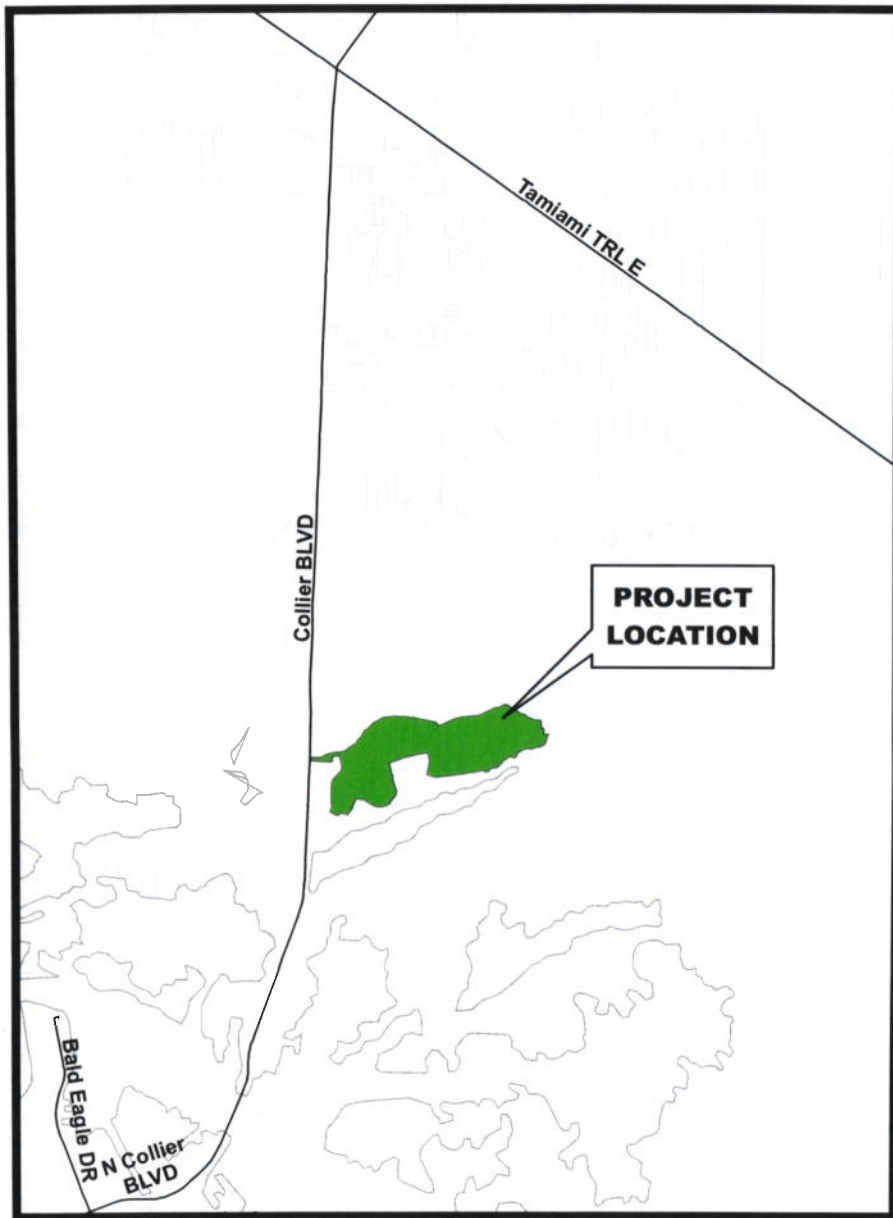 Tamiami TRL E
Collier BLVD
PROJECT
LOCATION
Bald Eagle DR
N Collier
BLVD